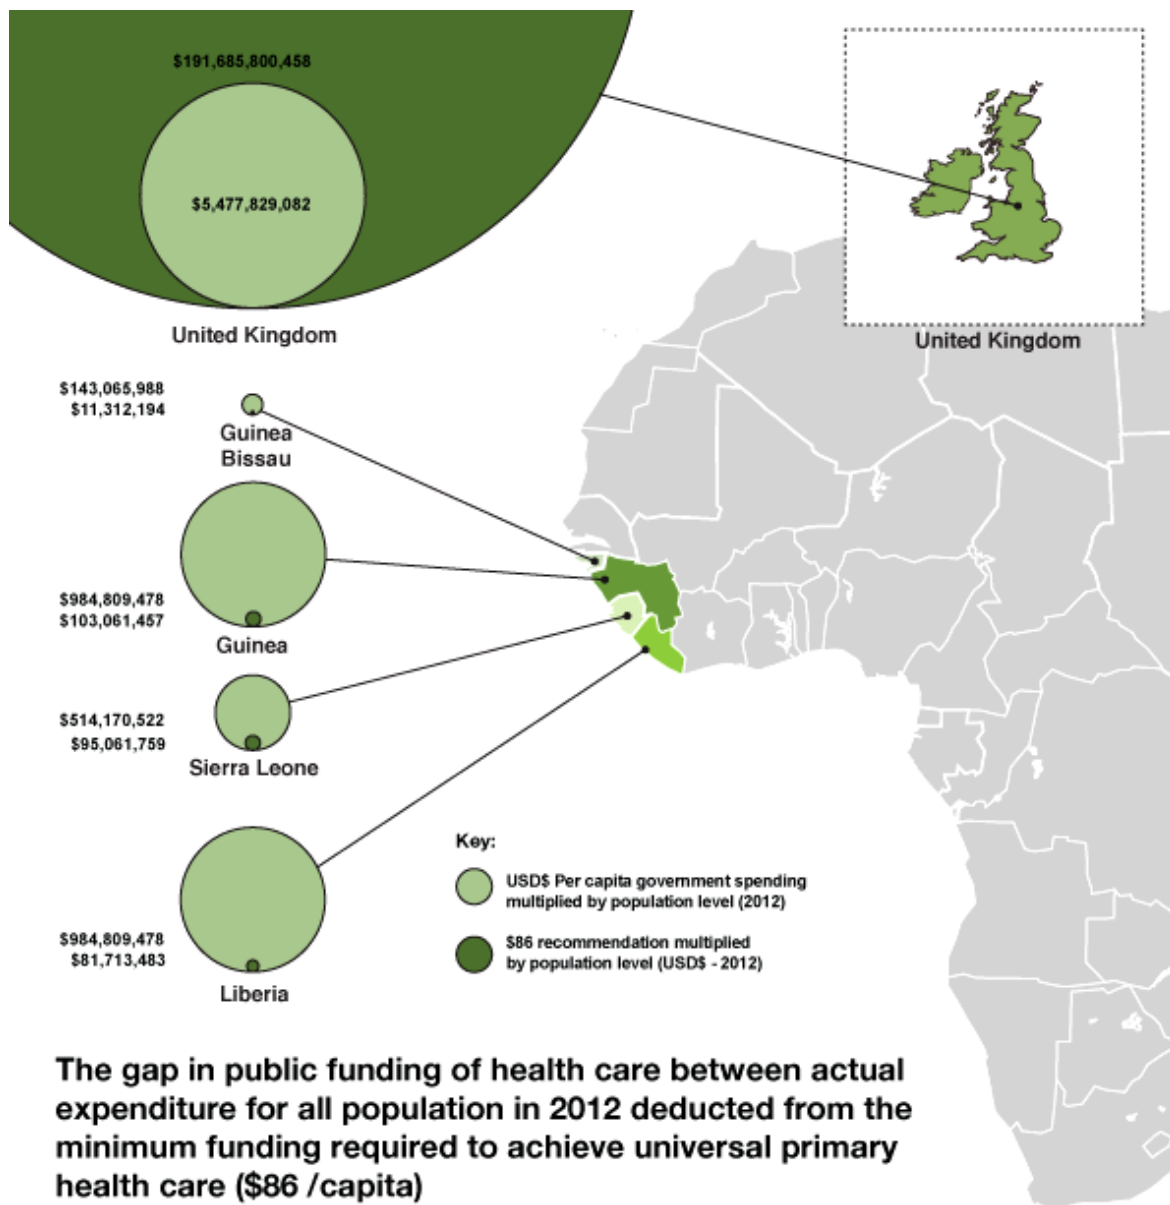 $191,685,800,458
$5,477,829,082
United Kingdom
United Kingdom
$143,065,988
$11,312,194
Guinea
Bissau
$984,809,478
$103,061,457
Guinea
$514,170,522
$95,061,759
Sierra Leone
$984,809,478
$81,713,483
Liberia
Key:
USD$ Per capita government spending
multiplied by population level (2012)
$86 recommendation multiplied
by population level (USD$ - 2012)
The gap in public funding of health care between actual
expenditure for all population in 2012 deducted from the
minimum funding required to achieve universal primary
health care ($86 /capita)